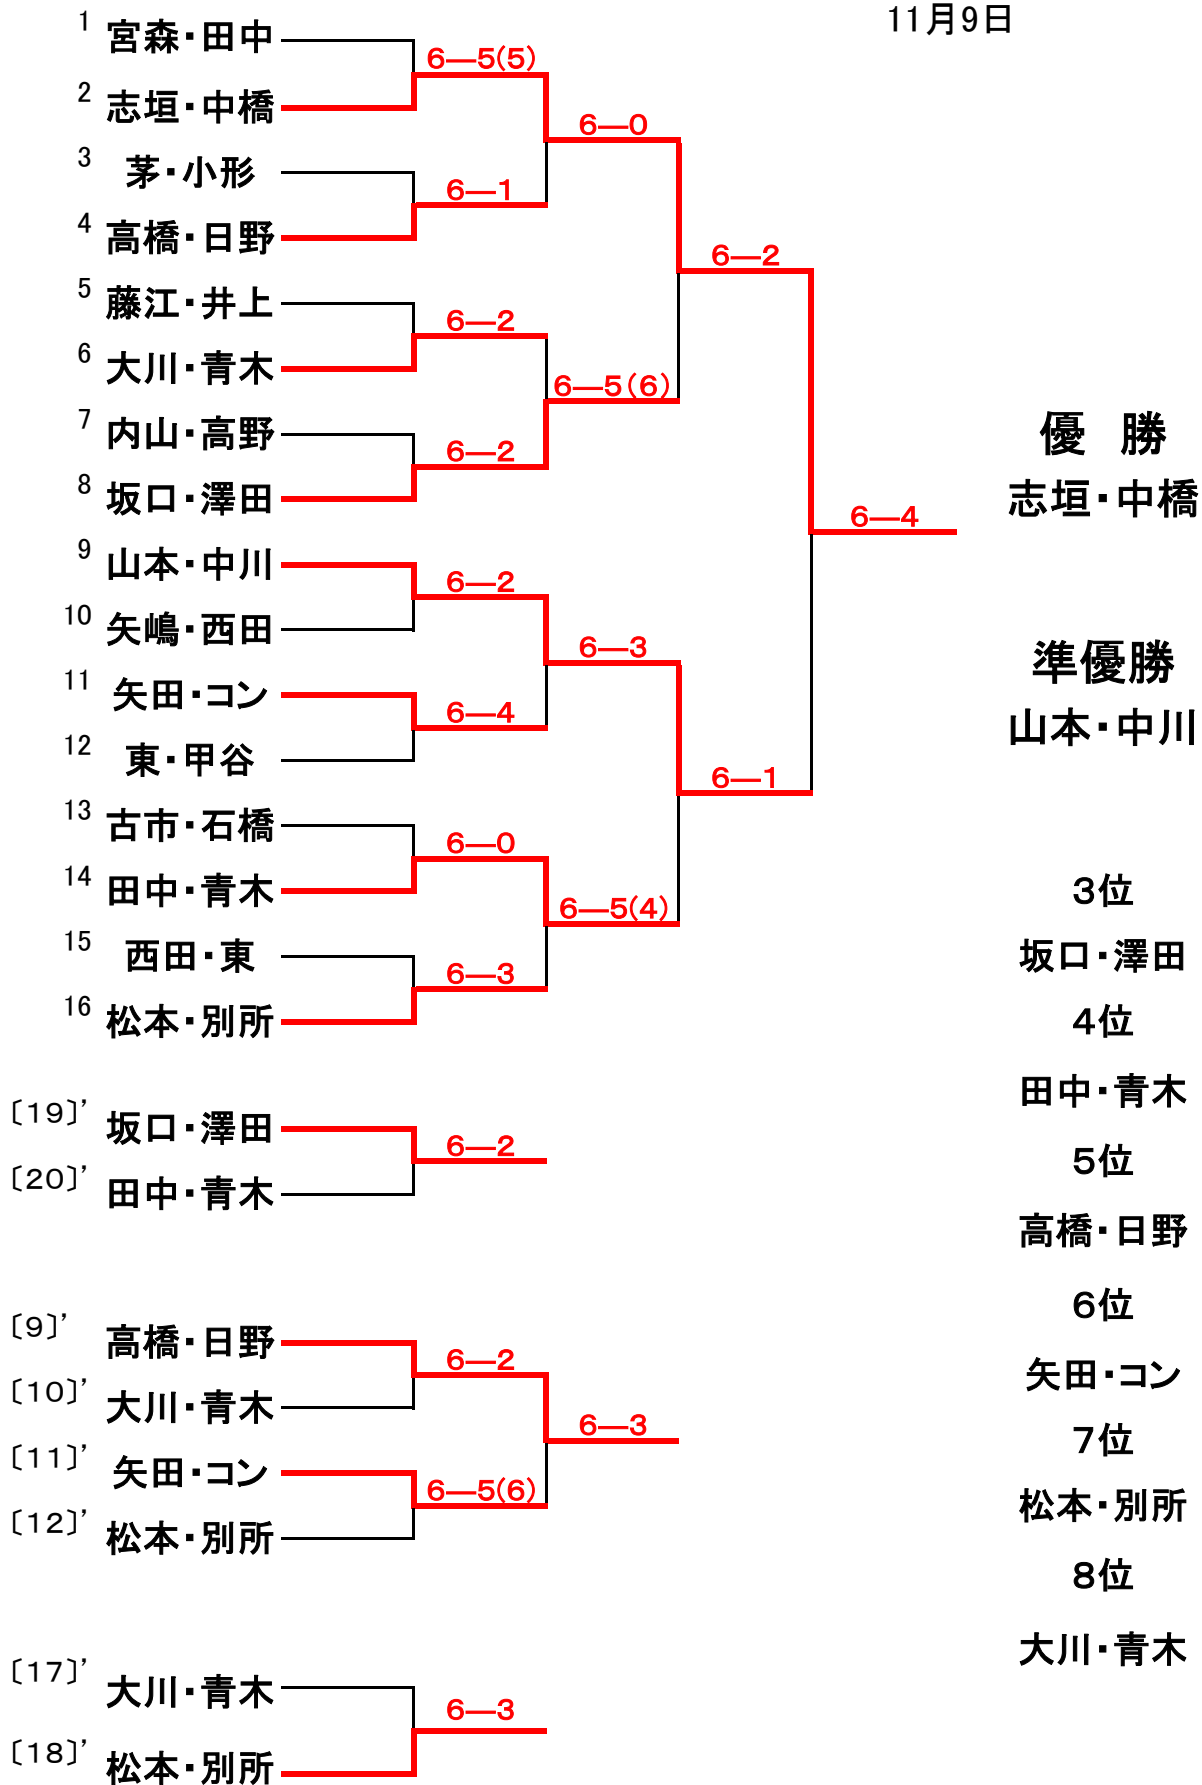 11月9日
1 宮森・田中
6―5(5)
2 志垣・中橋
6―0
3 茅・小形
6―1
4 高橋・日野
6―2
5 藤江・井上
6―2
6 大川・青木
6―5(6)
7 内山・高野
6―2
8 坂口・澤田
優　勝
志垣・中橋
6―4
9 山本・中川
6―2
10 矢嶋・西田
6―3
準優勝
11 矢田・コン
6―4
山本・中川
12 東・甲谷
6―1
13 古市・石橋
6―0
14 田中・青木
3位
6―5(4)
15 西田・東
坂口・澤田
6―3
16 松本・別所
4位
田中・青木
〔19〕’ 坂口・澤田
6―2
5位
〔20〕’ 田中・青木
高橋・日野
6位
〔9〕’ 高橋・日野
6―2
矢田・コン
〔10〕’ 大川・青木
6―3
7位
〔11〕’ 矢田・コン
6―5(6)
松本・別所
〔12〕’ 松本・別所
8位
大川・青木
〔17〕’ 大川・青木
6―3
〔18〕’ 松本・別所